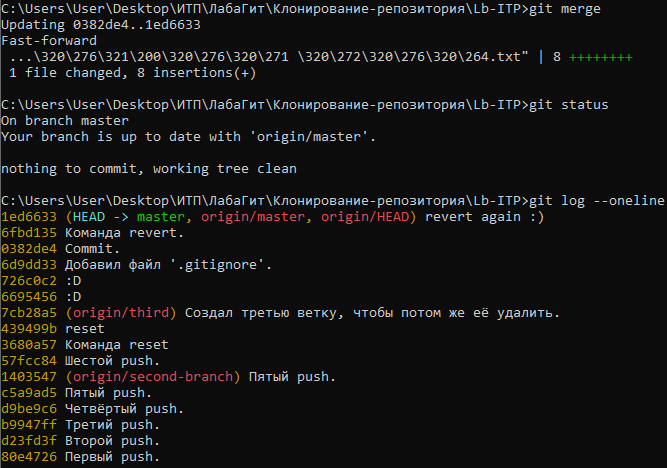 C:\Users\User\Desktop\ИТП\ЛабаГит\Клонирование-репозитория\Lb-ITP>git merge
Updating 0382de4..1ed6633
Fast-forward
...\320\276\321\200\320\276\320\271 \320\272\320\276\320\264.txt" | 8 ++++++++
1 file changed, 8 insertions(+)
C:\Users\User\Desktop\ИТП\ЛабаГит\Клонирование-репозитория\Lb-ITP>git status
On branch master
Your branch is up to date with 'origin/master'.
nothing to commit, working tree clean
C:\Users\User\Desktop\ИТП\ЛабаГит\Клонирование-репозитория\Lb-ITP>git log --oneline
1ed6633 (HEAD -> master, origin/master, origin/HEAD) revert again :)
6fbd135 Команда revert.
0382de4 Commit.
6d9dd33 Добавил файл '.gitignore'.
726c0c2 :D
6695456 :D
7cb28a5 (origin/third) Создал третью ветку, чтобы потом же её удалить.
439499b reset
3680a57 Команда reset
57fcc84 Шестой push.
1403547 (origin/second-branch) Пятый push.
c5a9ad5 Пятый push.
d9be9c6 Четвёртый push.
b9947ff Третий push.
d23fd3f Второй push.
80e4726 Первый push.